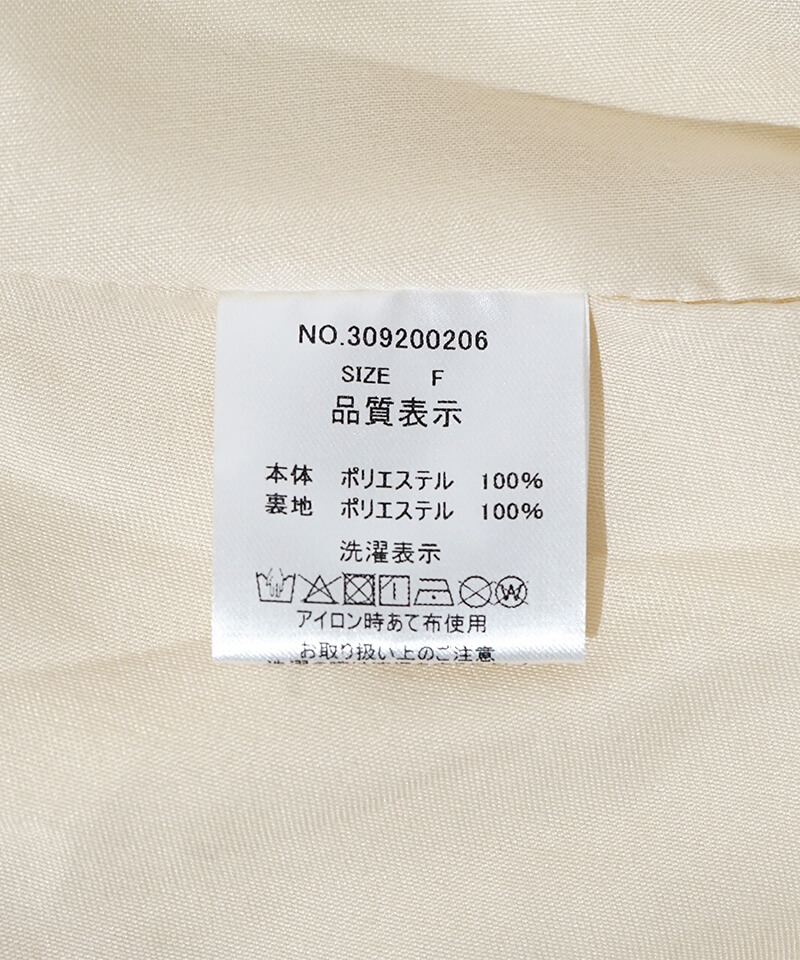 NO.309200206
SIZE F
品質表示
本体 ポリエステル 100%
裏地 ポリエステル 100%
洗濯表示
アイロン時あて布使用
お取り扱い上のご注意